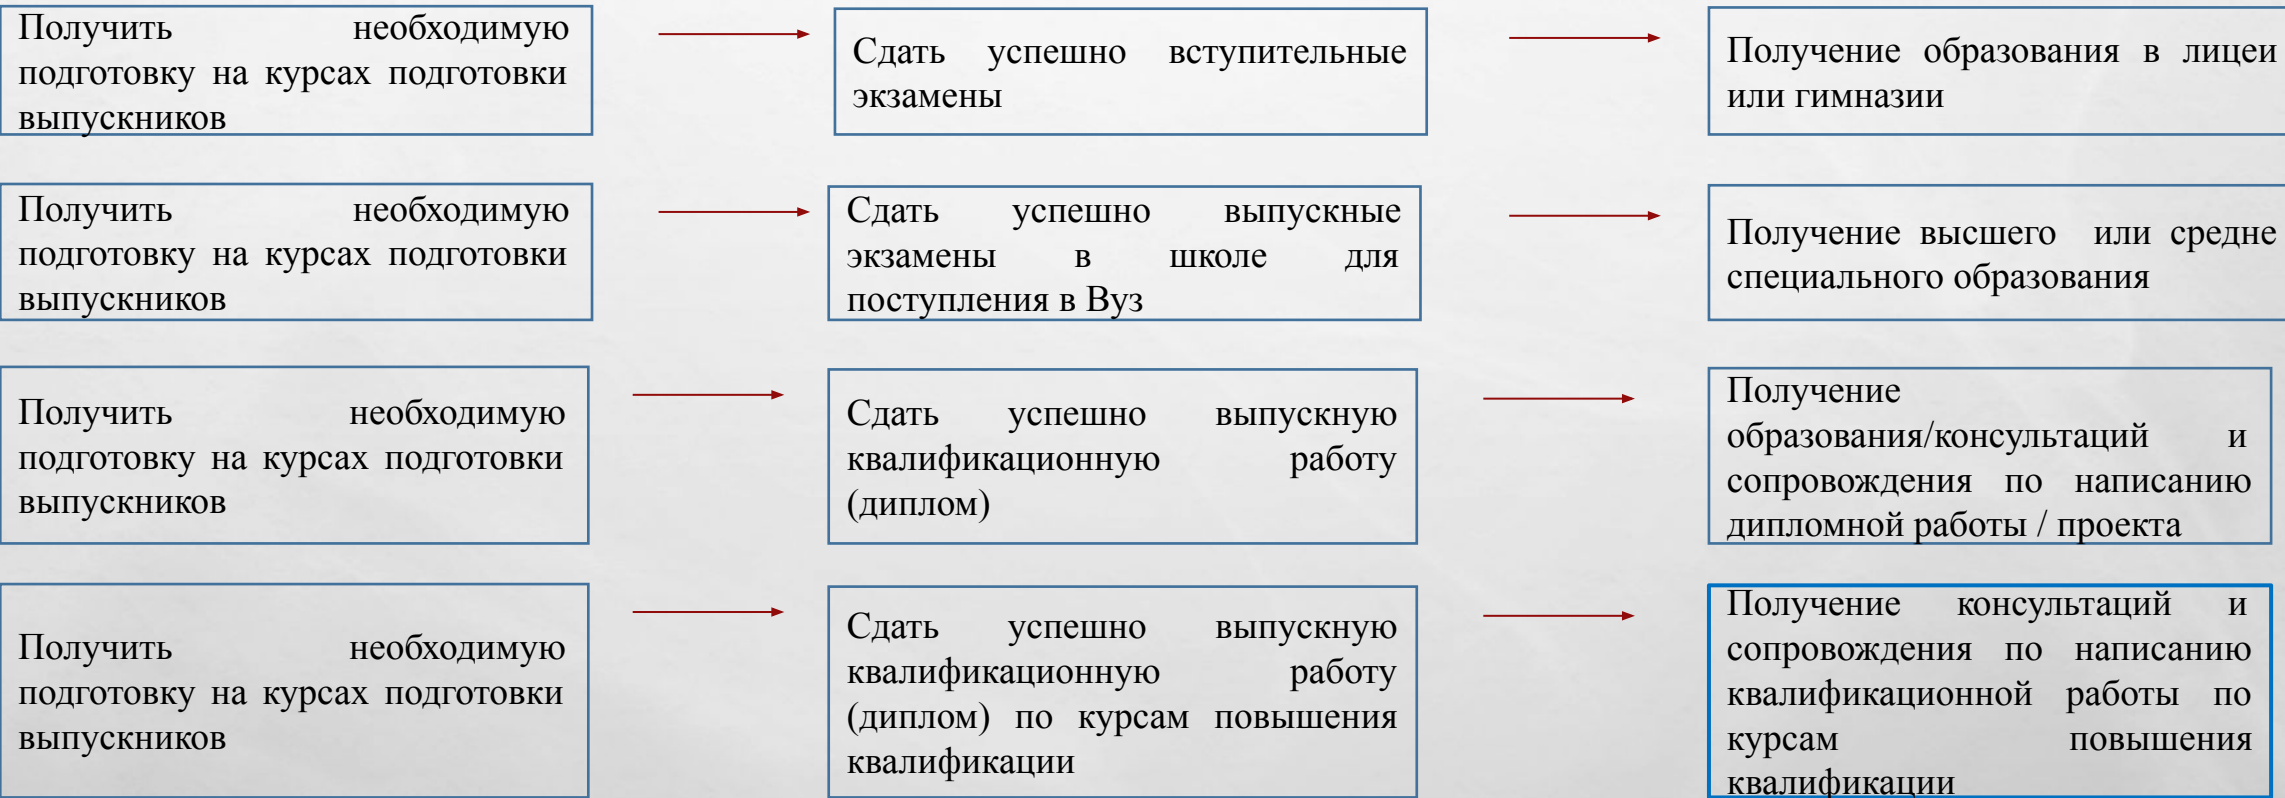 Получить необходимую
подготовку на курсах подготовки
выпускников
Сдать успешно вступительные
экзамены
Получение образования в лицеи
или гимназии
Получить необходимую
подготовку на курсах подготовки
выпускников
Сдать успешно выпускные
экзамены в школе для
поступления в Вуз
Получение высшего или средне
специального образования
Получить необходимую
подготовку на курсах подготовки
выпускников
Сдать успешно выпускную
квалификационную работу
(диплом)
Получение
образования/консультаций и
сопровождения по написанию
дипломной работы / проекта
Получить необходимую
подготовку на курсах подготовки
выпускников
Сдать успешно выпускную
квалификационную работу
(диплом) по курсам повышения
квалификации
Получение консультаций и
сопровождения по написанию
квалификационной работы по
курсам повышения
квалификации